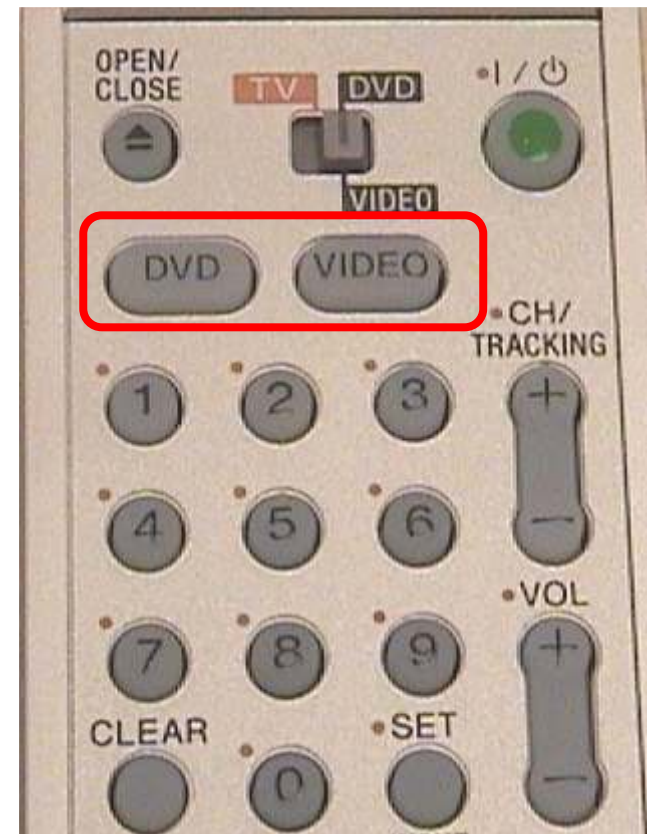 OPEN/
CLOSE
TV DVD
I/⏻
VIDEO
DVD VIDEO
CH/
TRACKING
1 2 3 +
4 5 6 −
VOL
7 8 9 +
CLEAR SET
0 −